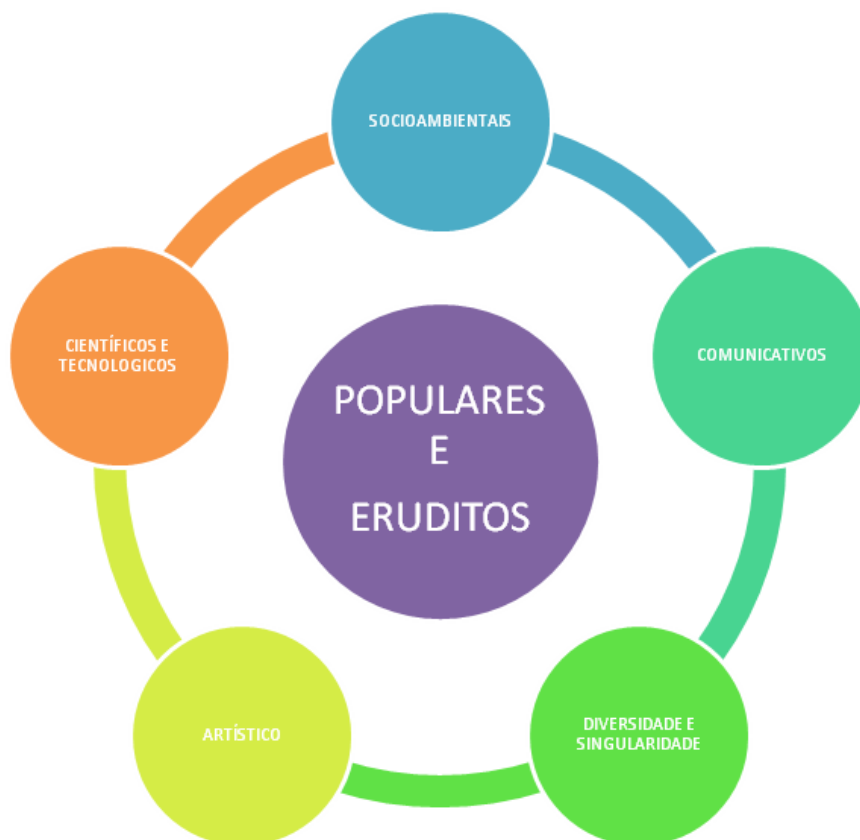 SOCIOAMBIENTAIS
COMUNICATIVOS
DIVERSIDADE E
SINGULARIDADE
ARTÍSTICO
CIENTÍFICOS E
TECNOLOGICOS
POPULARES
E
ERUDITOS